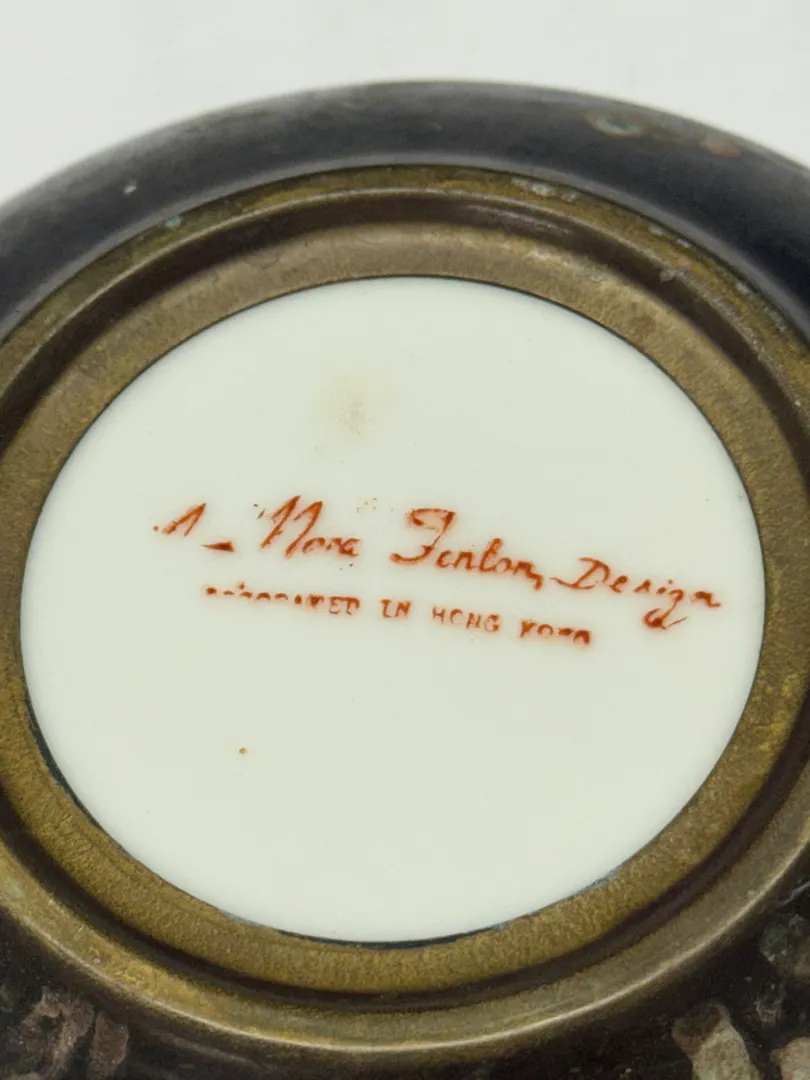 A - Nora Fenton, Design
DECORATED IN HONG KONG